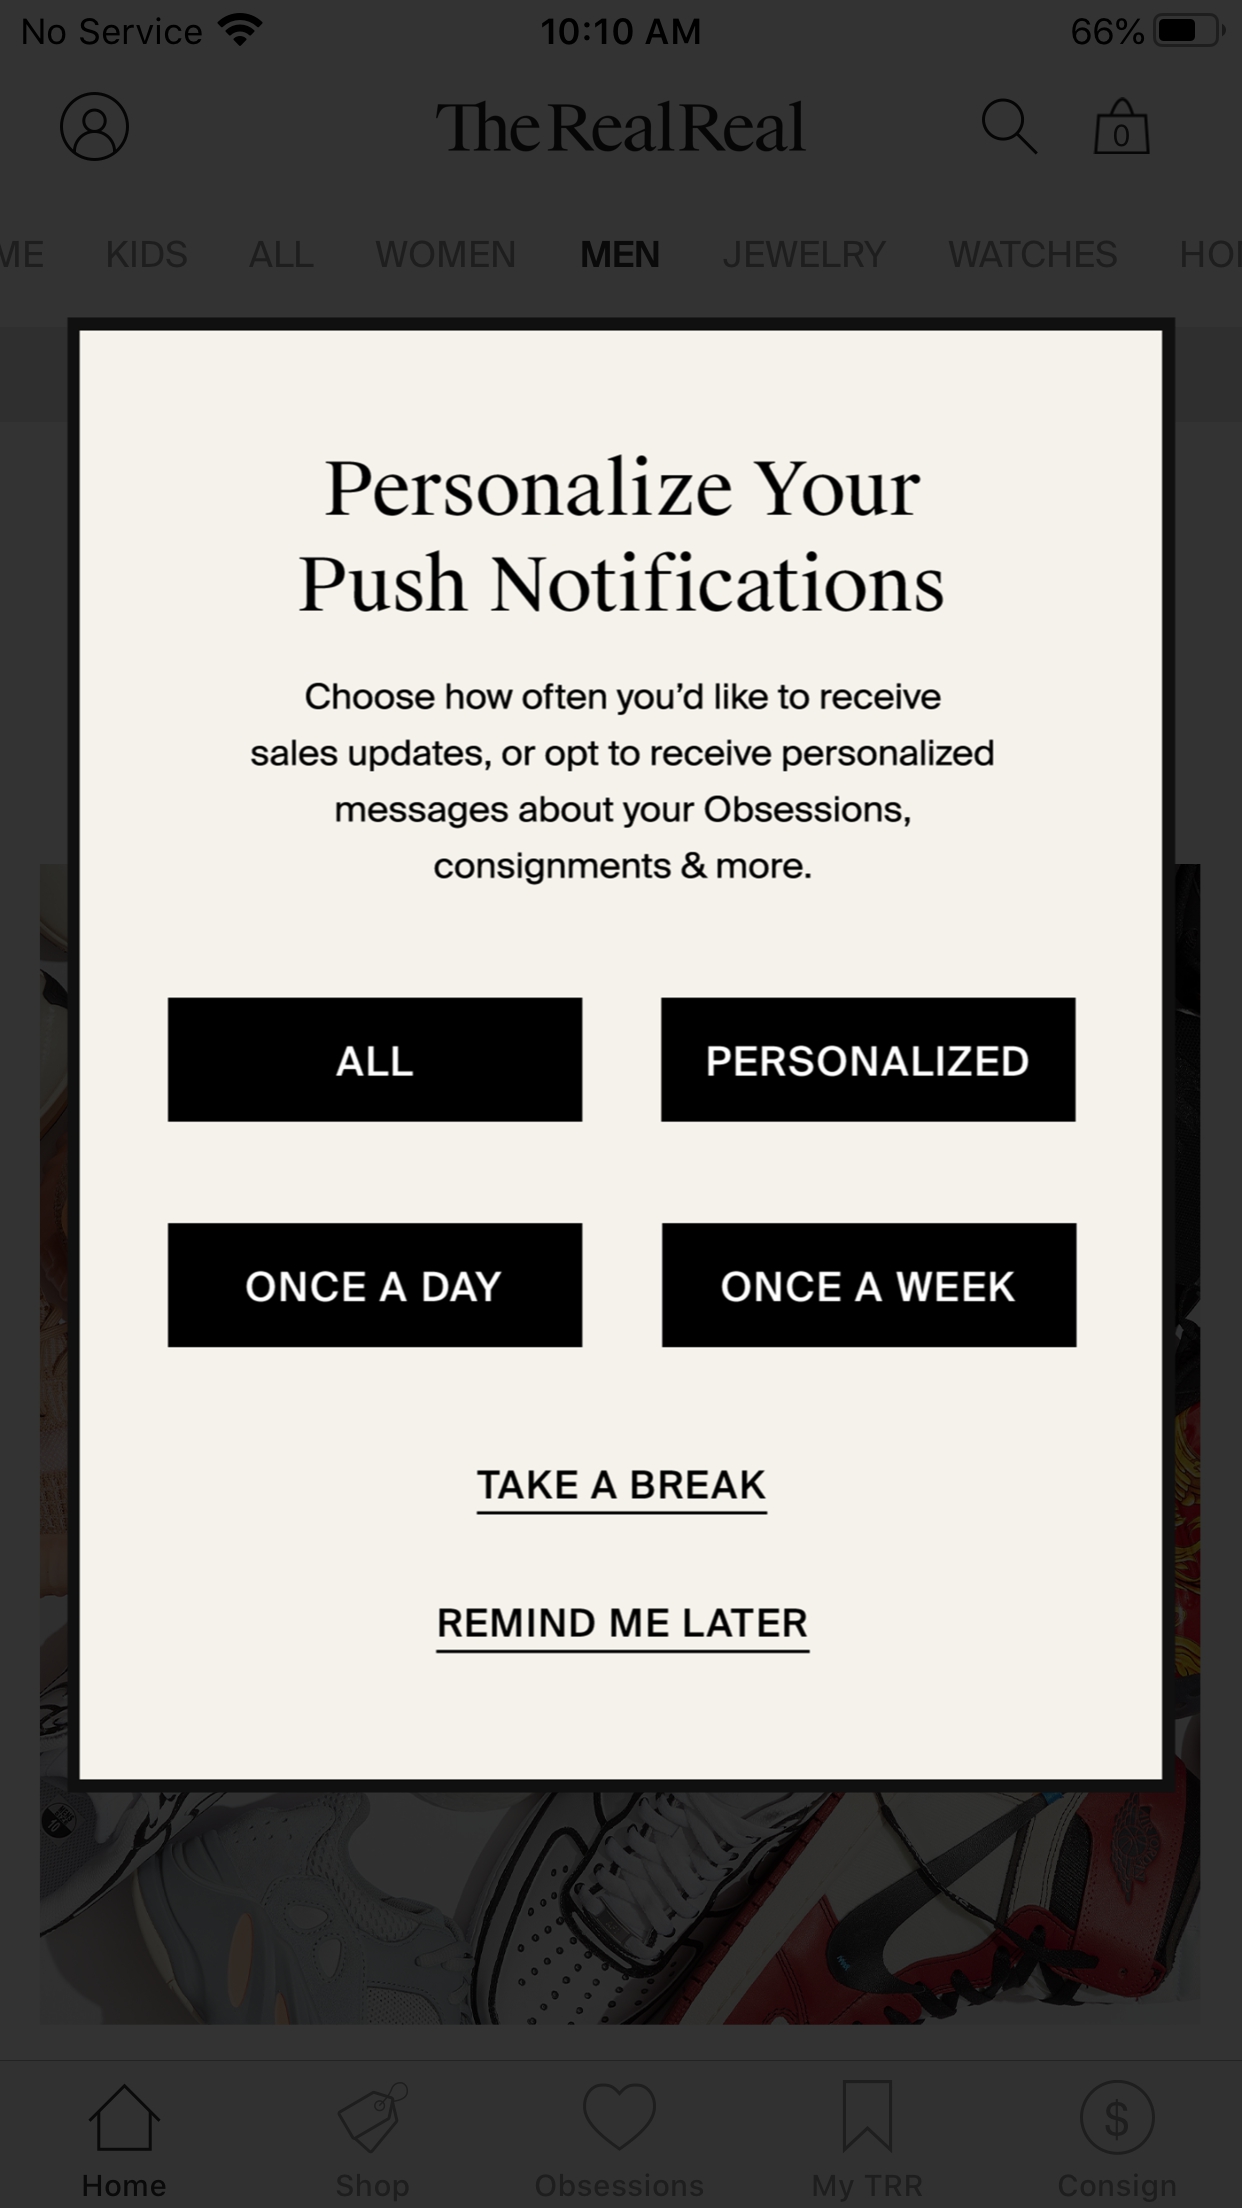 No Service 10:10 AM 66%
TheRealReal 0
ME KIDS ALL WOMEN MEN JEWELRY WATCHES HO
Personalize Your
Push Notifications
Choose how often you’d like to receive
sales updates, or opt to receive personalized
messages about your Obsessions,
consignments & more.
ALL PERSONALIZED
ONCE A DAY ONCE A WEEK
TAKE A BREAK
REMIND ME LATER
$
Home Shop Obsessions My TRR Consign